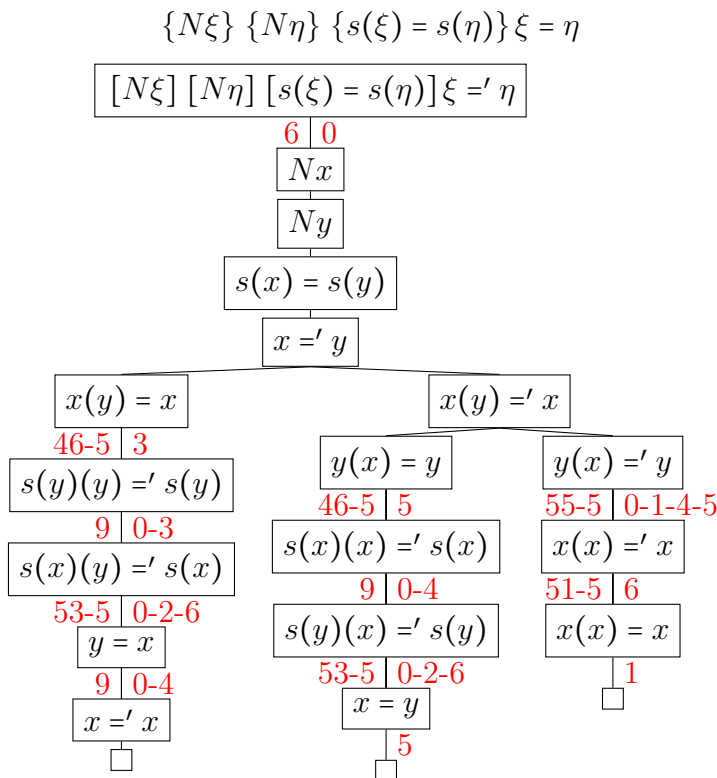 {Nξ} {Nη} {s(ξ) = s(η)} ξ = η
[Nξ] [Nη] [s(ξ) = s(η)] ξ =′ η
6 0
Nx
Ny
s(x) = s(y)
x =′ y
x(y) = x x(y) =′ x
46-5 3 y(x) = y y(x) =′ y
s(y)(y) =′ s(y) 46-5 5 55-5 0-1-4-5
9 0-3 s(x)(x) =′ s(x) x(x) =′ x
s(x)(y) =′ s(x) 9 0-4 51-5 6
53-5 0-2-6 s(y)(x) =′ s(y) x(x) = x
y = x 53-5 0-2-6 1
9 0-4 x = y
x =′ x 5